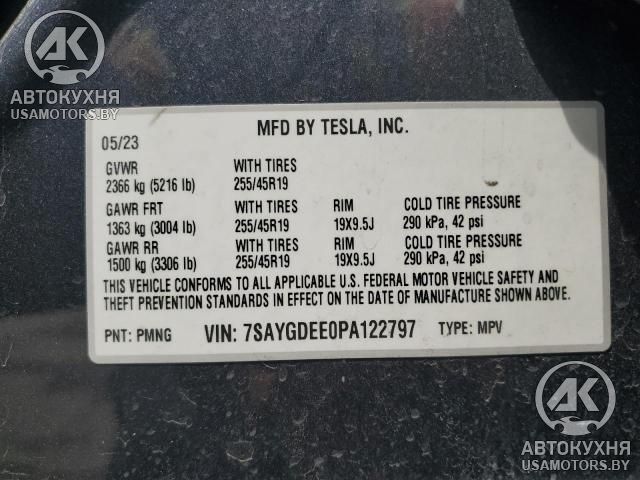 AK
АВТОКУХНЯ
USAMOTORS.BY
MFD BY TESLA, INC.
05/23
GVWR WITH TIRES
2366 kg (5216 lb) 255/45R19
GAWR FRT WITH TIRES RIM COLD TIRE PRESSURE
1363 kg (3004 lb) 255/45R19 19X9.5J 290 kPa, 42 psi
GAWR RR WITH TIRES RIM COLD TIRE PRESSURE
1500 kg (3306 lb) 255/45R19 19X9.5J 290 kPa, 42 psi
THIS VEHICLE CONFORMS TO ALL APPLICABLE U.S. FEDERAL MOTOR VEHICLE SAFETY AND
THEFT PREVENTION STANDARDS IN EFFECT ON THE DATE OF MANUFACTURE SHOWN ABOVE.
PNT: PMNG VIN: 7SAYGDEE0PA122797 TYPE: MPV
AK
АВТОКУХНЯ
USAMOTORS.BY